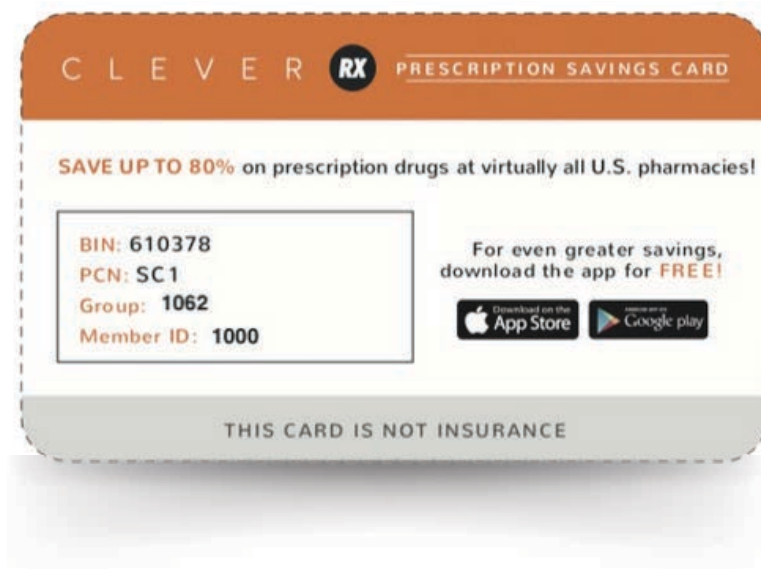 CLEVER RX PRESCRIPTION SAVINGS CARD
SAVE UP TO 80% on prescription drugs at virtually all U.S. pharmacies!
BIN: 610378
PCN: SC1
Group: 1062
Member ID: 1000
For even greater savings,
download the app for FREE!
Download on the
App Store
Google play
THIS CARD IS NOT INSURANCE